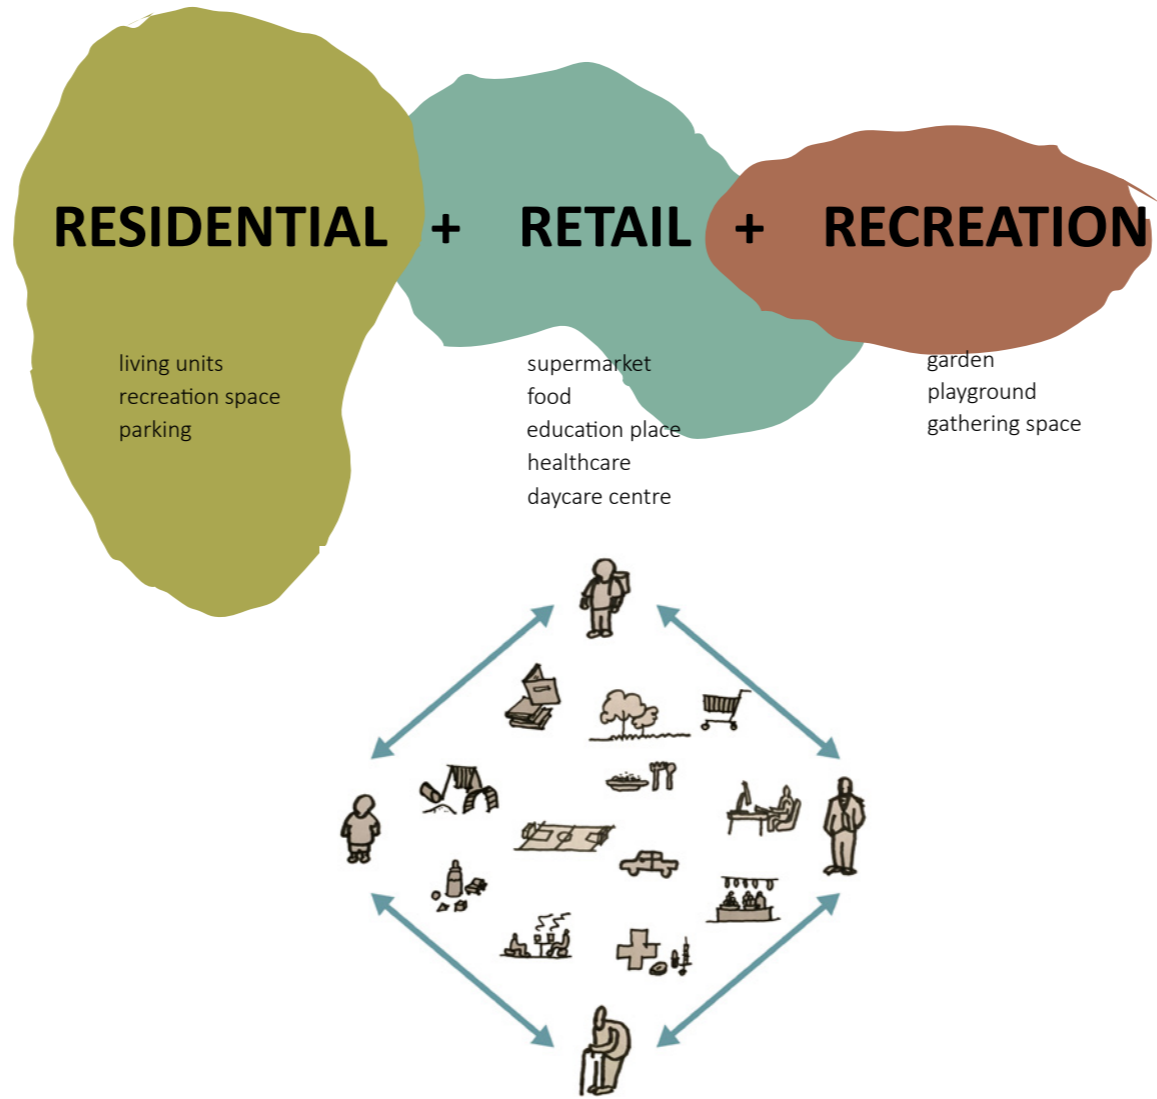 RESIDENTIAL + RETAIL + RECREATION
living units
recreation space
parking
supermarket
food
education place
healthcare
daycare centre
garden
playground
gathering space